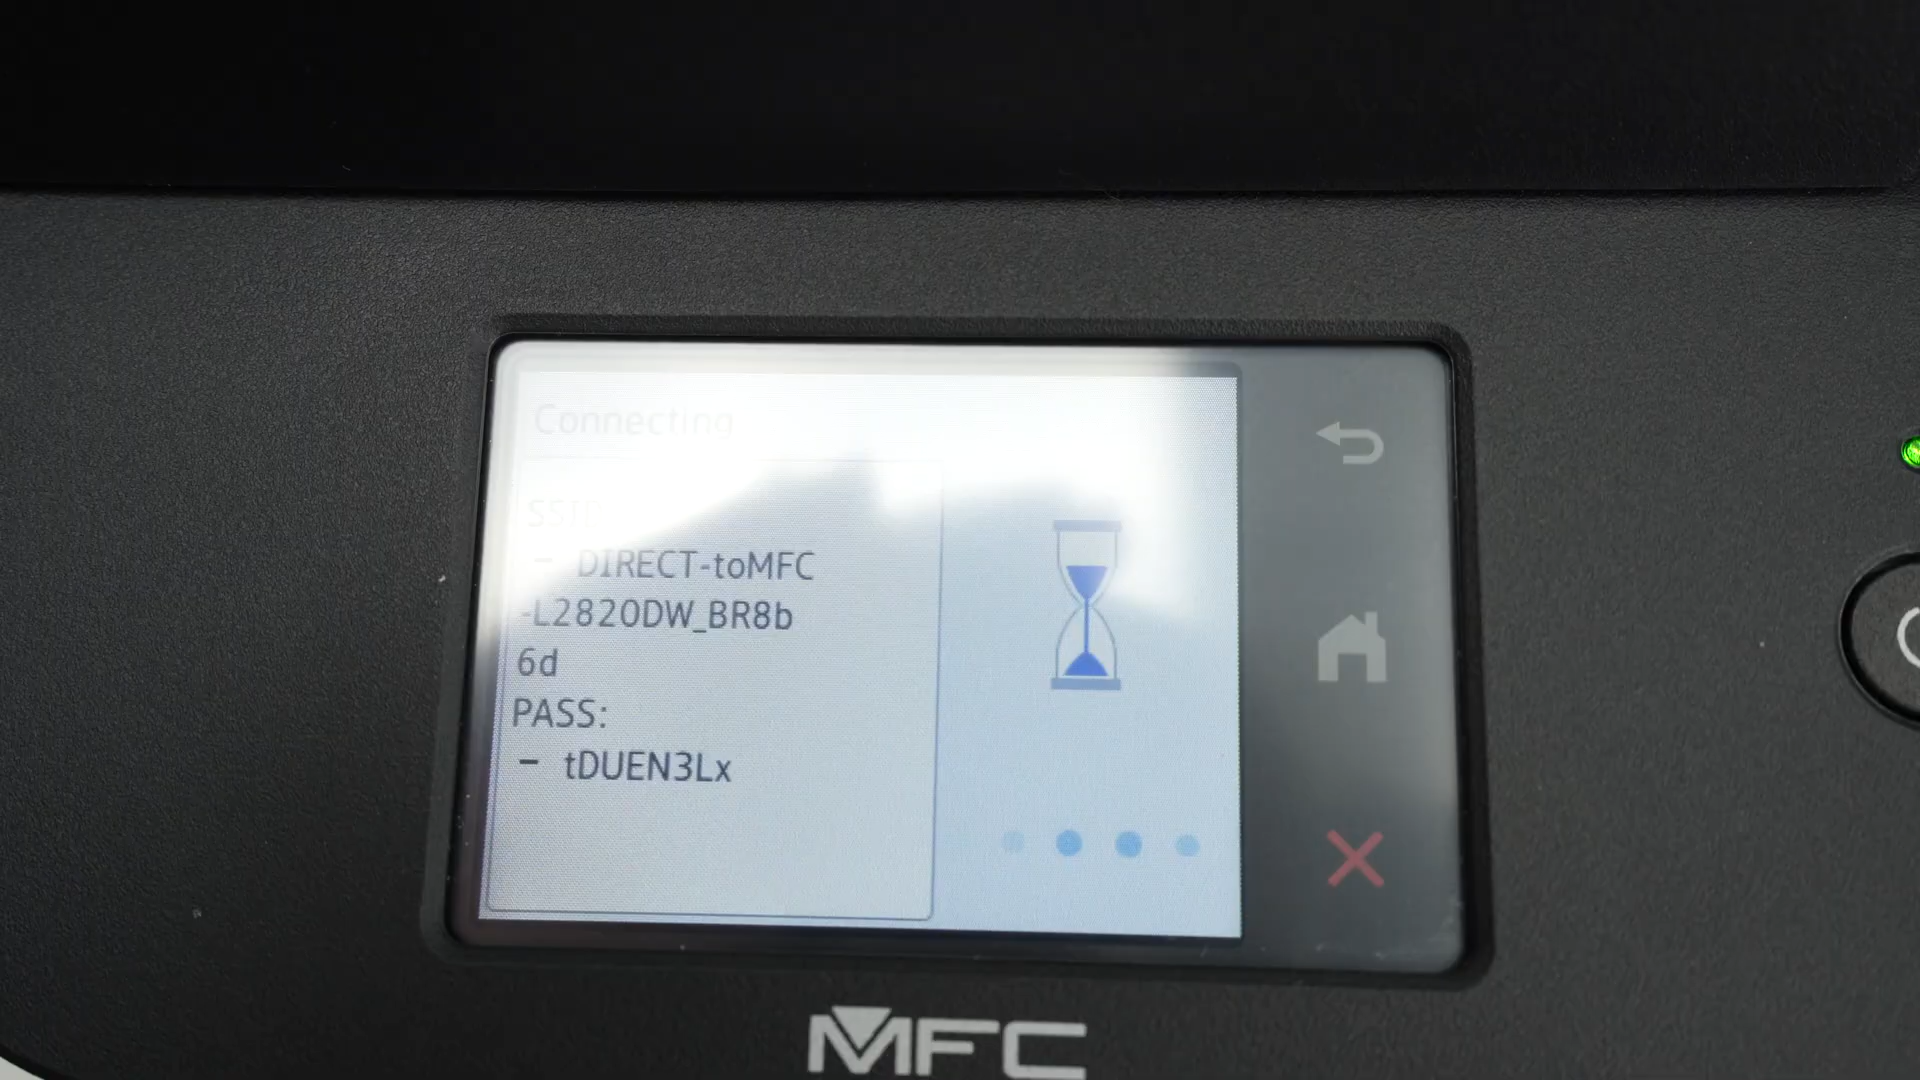 Connecting
SSID
- DIRECT-toMFC
-L2820DW_BR8b
6d
PASS:
- tDUEN3Lx
MFC